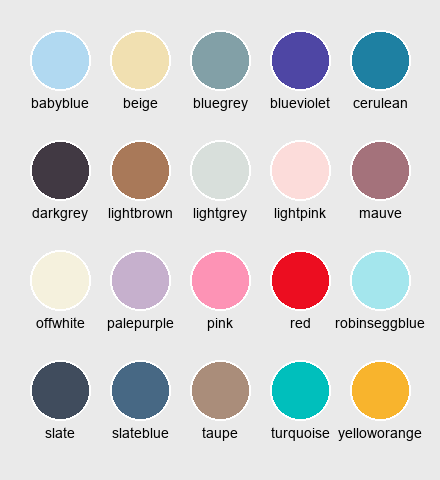 babyblue beige bluegrey blueviolet cerulean
darkgrey lightbrown lightgrey lightpink mauve
offwhite palepurple pink red robinseggblue
slate slateblue taupe turquoise yelloworange